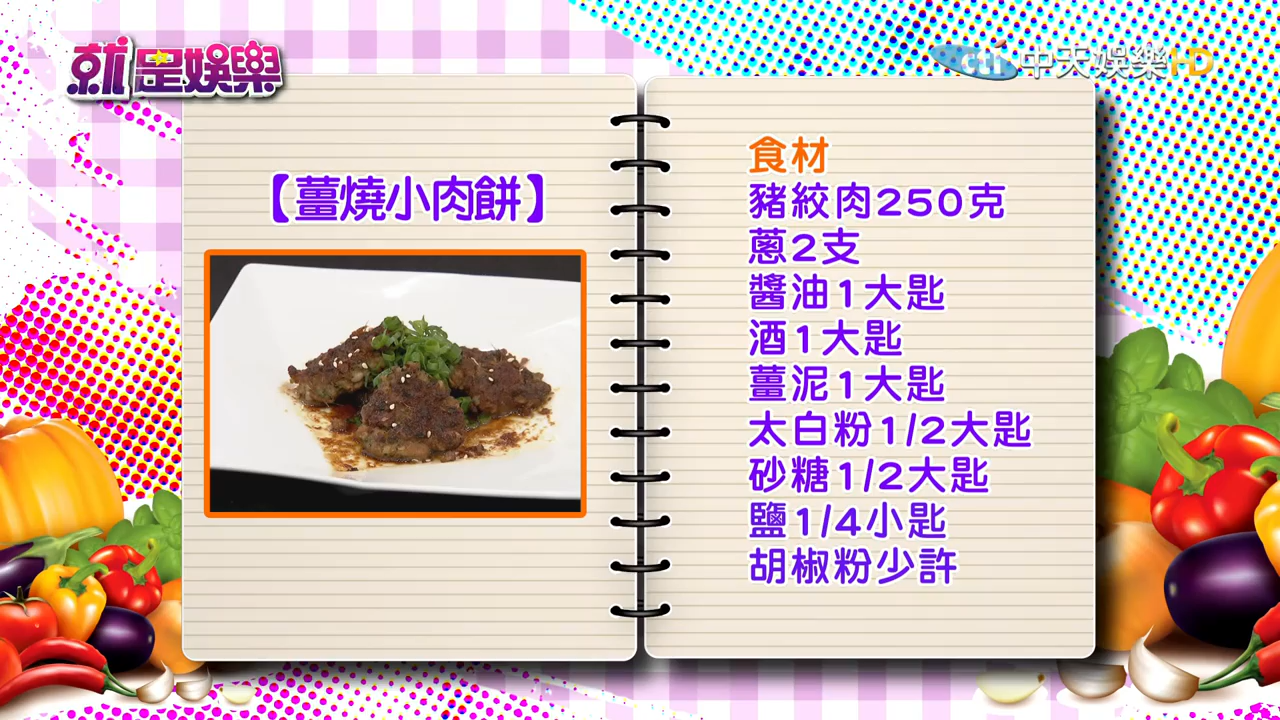 就是娛樂
cti 中天娛樂HD
【薑燒小肉餅】
食材
豬絞肉250克
蔥2支
醬油1大匙
酒1大匙
薑泥1大匙
太白粉1/2大匙
砂糖1/2大匙
鹽1/4小匙
胡椒粉少許